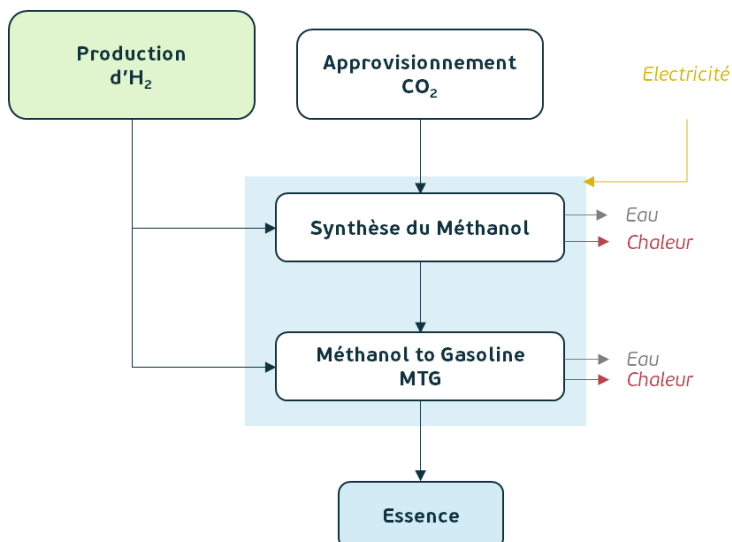 Production
d'H₂
Approvisionnement
CO₂
Electricité
Synthèse du Méthanol
Eau
Chaleur
Méthanol to Gasoline
MTG
Eau
Chaleur
Essence